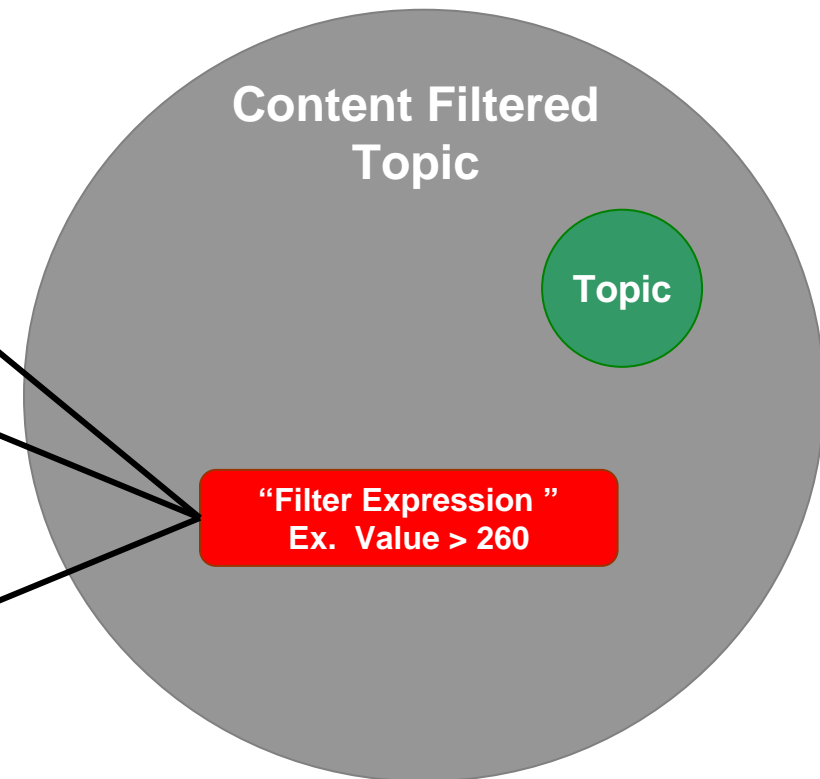 Content Filtered
Topic
Topic
“Filter Expression ”
Ex. Value > 260